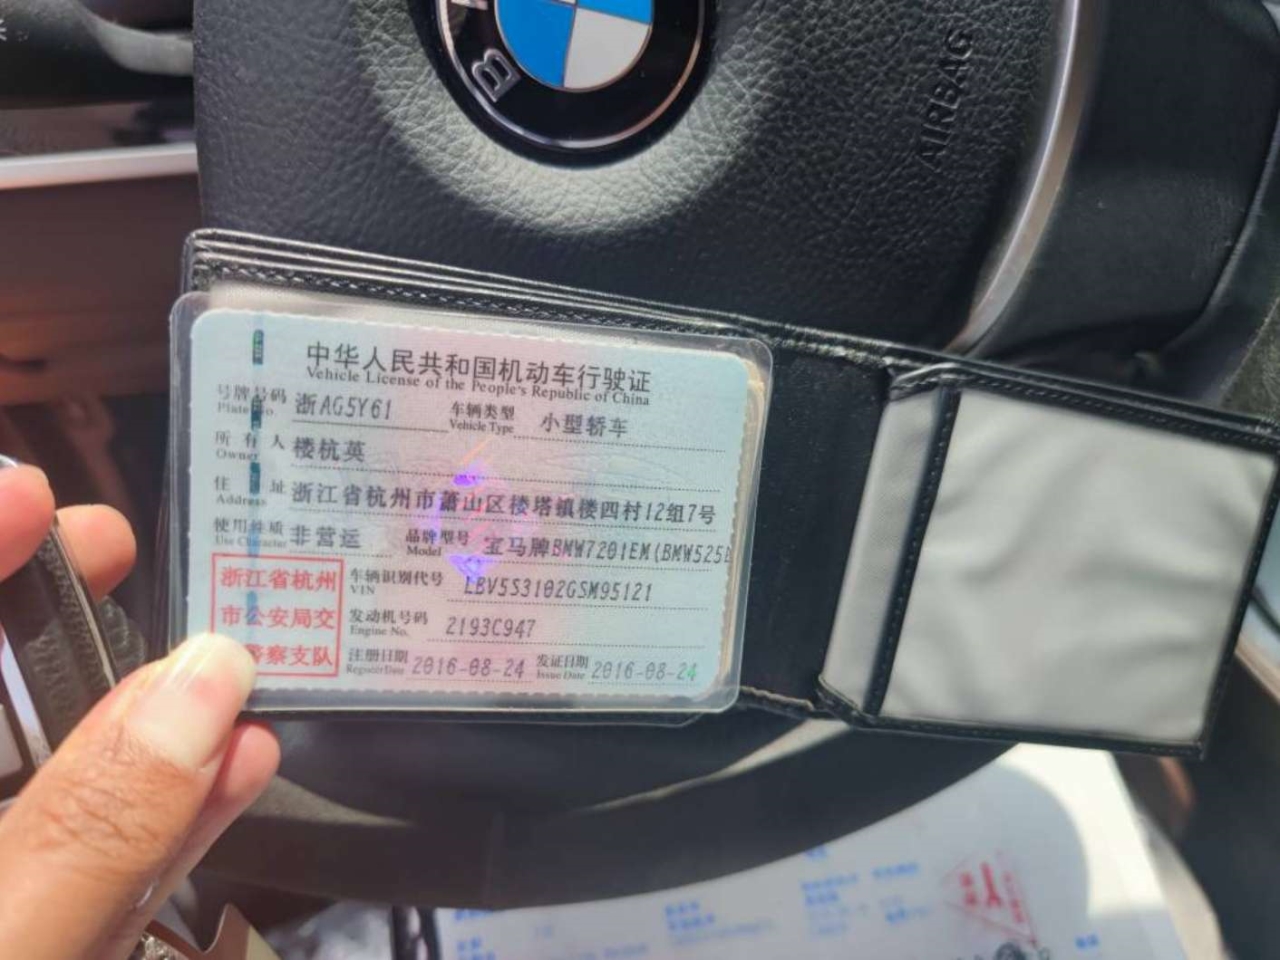 B
AIRBAG
中华人民共和国机动车行驶证
Vehicle License of the People's Republic of China
号牌号码 浙AG5Y61 车辆类型 小型轿车
Plate No. Vehicle Type
所有人 楼杭英
Owner
住址 浙江省杭州市萧山区楼塔镇楼四村12组7号
Address
使用性质 非营运 品牌型号 宝马牌BMW7201EM(BMW525L
Use Character Model
浙江省杭州 车辆识别代号 LBV5S3102GSM95121
VIN
市公安局交 发动机号码 2193C947
Engine No.
警察支队 注册日期 2016-08-24 发证日期 2016-08-24
Register Date Issue Date